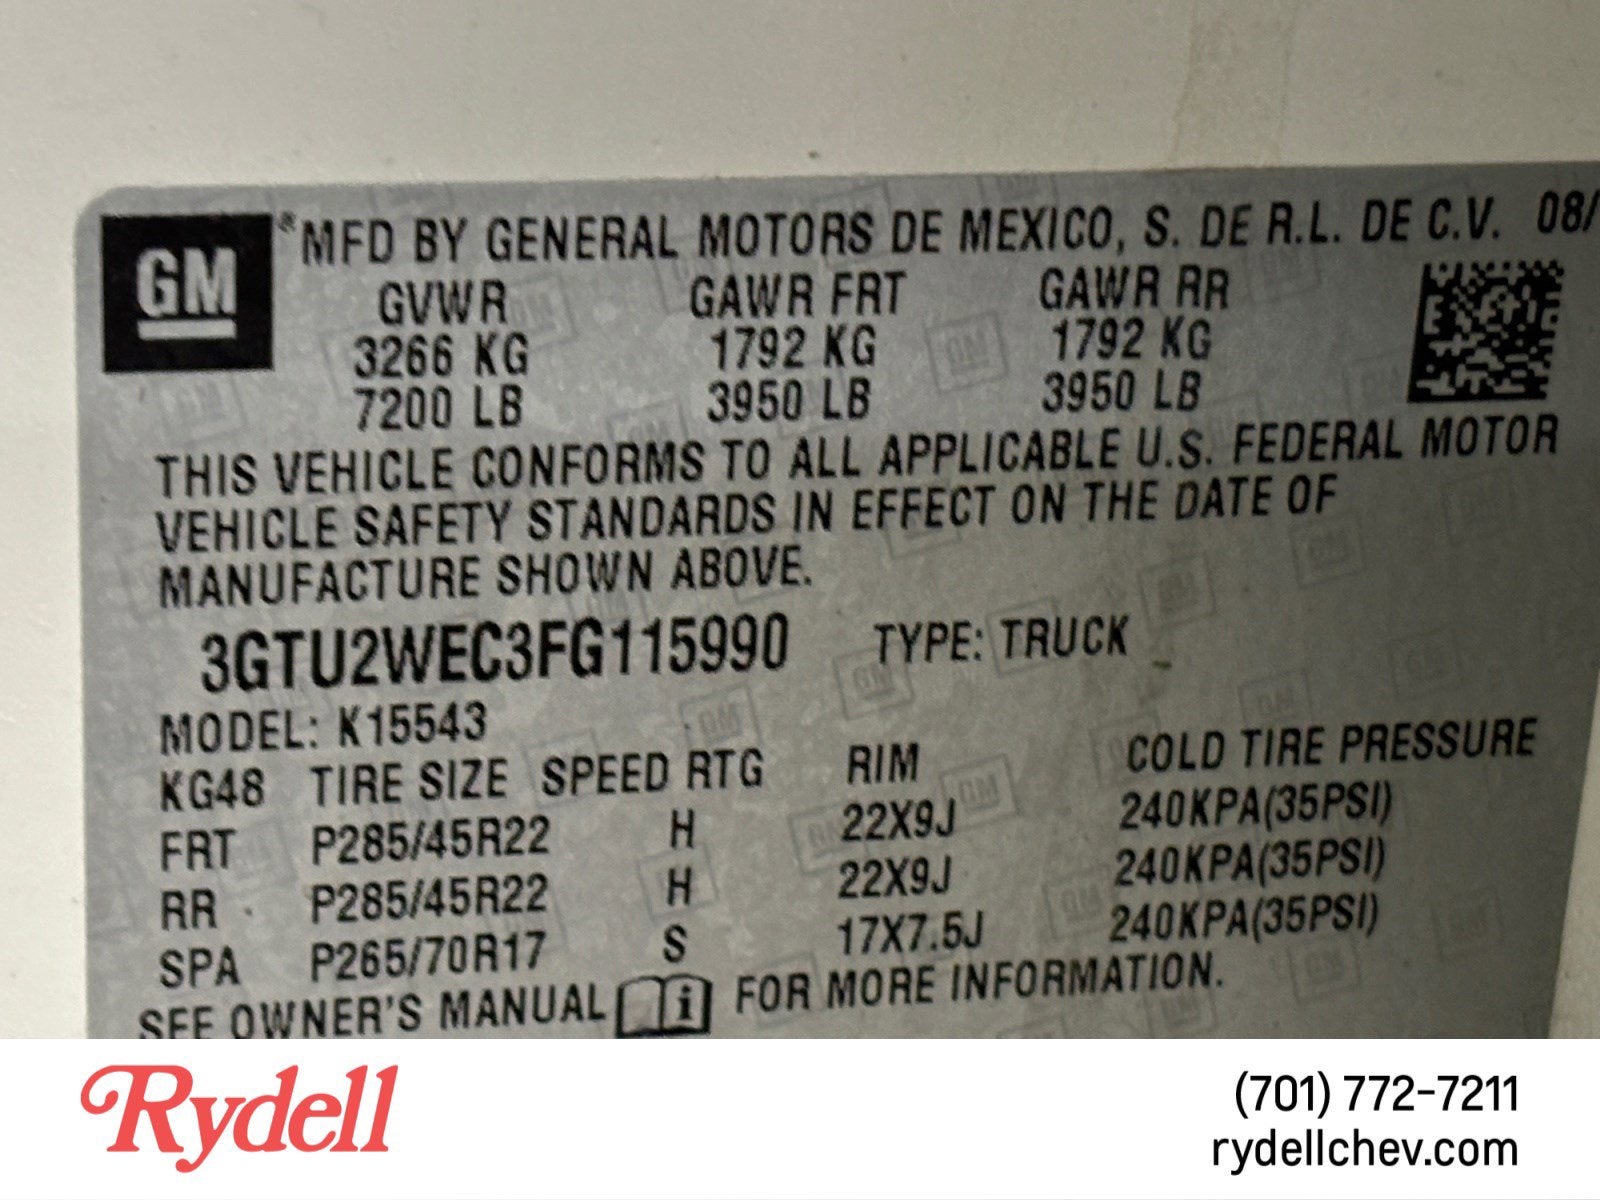 GM
® MFD BY GENERAL MOTORS DE MEXICO, S. DE R.L. DE C.V. 08/
GVWR GAWR FRT GAWR RR
3266 KG 1792 KG 1792 KG
7200 LB 3950 LB 3950 LB
THIS VEHICLE CONFORMS TO ALL APPLICABLE U.S. FEDERAL MOTOR
VEHICLE SAFETY STANDARDS IN EFFECT ON THE DATE OF
MANUFACTURE SHOWN ABOVE.
3GTU2WEC3FG115990 TYPE: TRUCK
MODEL: K15543
KG48 TIRE SIZE SPEED RTG RIM COLD TIRE PRESSURE
FRT P285/45R22 H 22X9J 240KPA(35PSI)
RR P285/45R22 H 22X9J 240KPA(35PSI)
SPA P265/70R17 S 17X7.5J 240KPA(35PSI)
SEE OWNER'S MANUAL i FOR MORE INFORMATION.
Rydell
(701) 772-7211
rydellchev.com